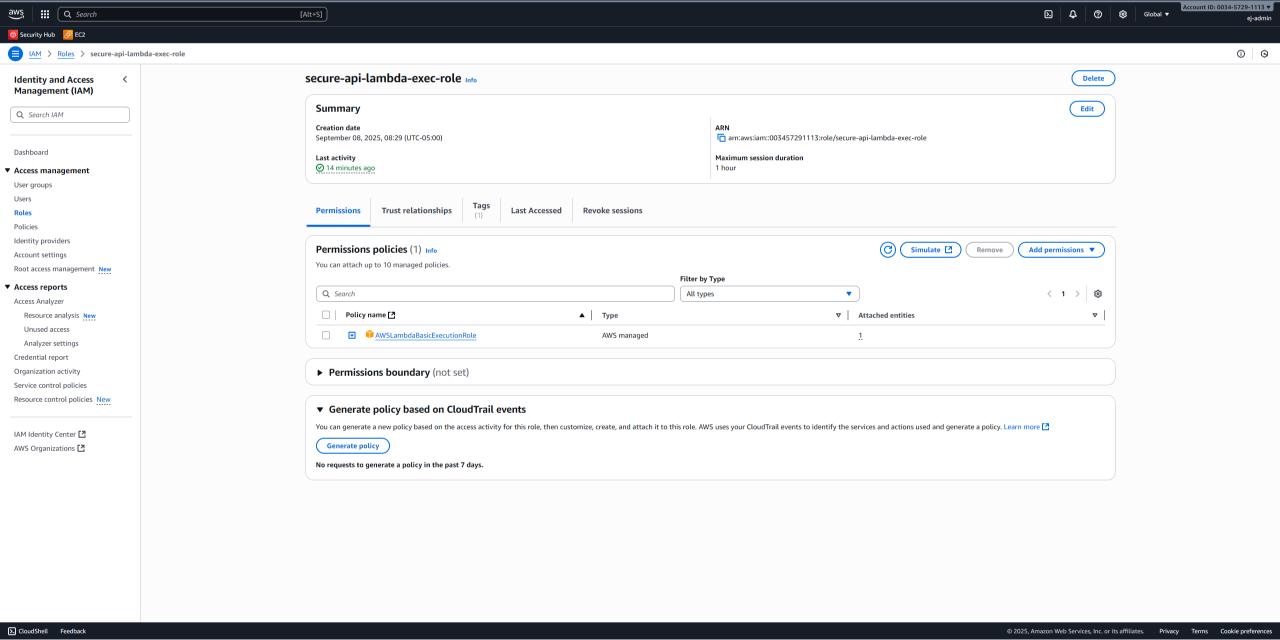 aws
Search
[Alt+S]
Global
Account ID: 0034-5729-1113
ej-admin
Security Hub
EC2
IAM
Roles
secure-api-lambda-exec-role
Identity and Access
Management (IAM)
Search IAM
Dashboard
Access management
User groups
Users
Roles
Policies
Identity providers
Account settings
Root access management New
Access reports
Access Analyzer
Resource analysis New
Unused access
Analyzer settings
Credential report
Organization activity
Service control policies
Resource control policies New
IAM Identity Center
AWS Organizations
secure-api-lambda-exec-role Info
Delete
Summary
Edit
Creation date
September 08, 2025, 08:29 (UTC-05:00)
ARN
arn:aws:iam::003457291113:role/secure-api-lambda-exec-role
Last activity
14 minutes ago
Maximum session duration
1 hour
Permissions
Trust relationships
Tags
(1)
Last Accessed
Revoke sessions
Permissions policies (1) Info
Simulate
Remove
Add permissions
You can attach up to 10 managed policies.
Filter by Type
Search
All types
1
Policy name
Type
Attached entities
AWSLambdaBasicExecutionRole
AWS managed
1
Permissions boundary (not set)
Generate policy based on CloudTrail events
You can generate a new policy based on the access activity for this role, then customize, create, and attach it to this role. AWS uses your CloudTrail events to identify the services and actions used and generate a policy. Learn more
Generate policy
No requests to generate a policy in the past 7 days.
CloudShell
Feedback
© 2025, Amazon Web Services, Inc. or its affiliates.
Privacy
Terms
Cookie preferences